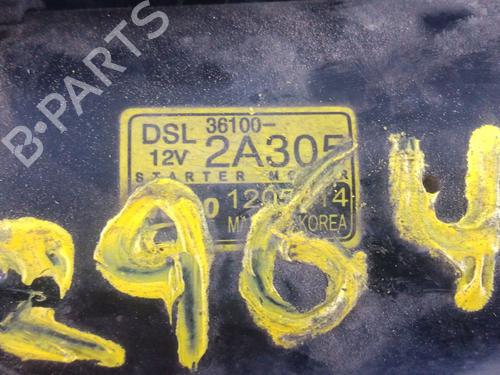 B-PARTS
DSL 36100-
12V 2A305
STARTER MOTOR
KOREA
2964